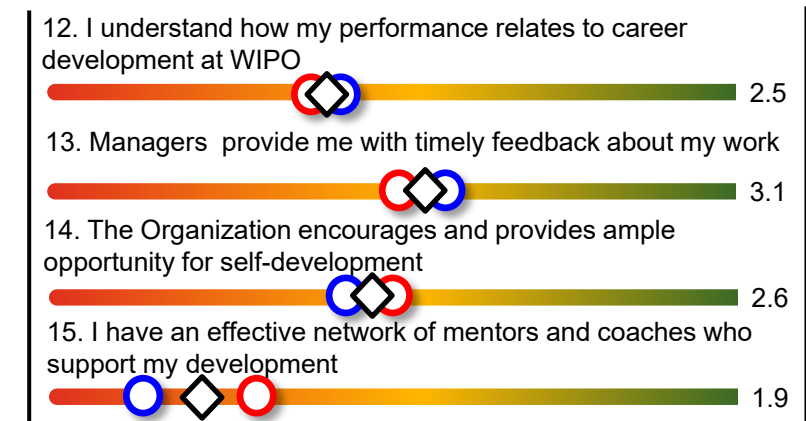 12. I understand how my performance relates to career
development at WIPO
2.5
13. Managers  provide me with timely feedback about my work
3.1
14. The Organization encourages and provides ample
opportunity for self-development
2.6
15. I have an effective network of mentors and coaches who
support my development
1.9